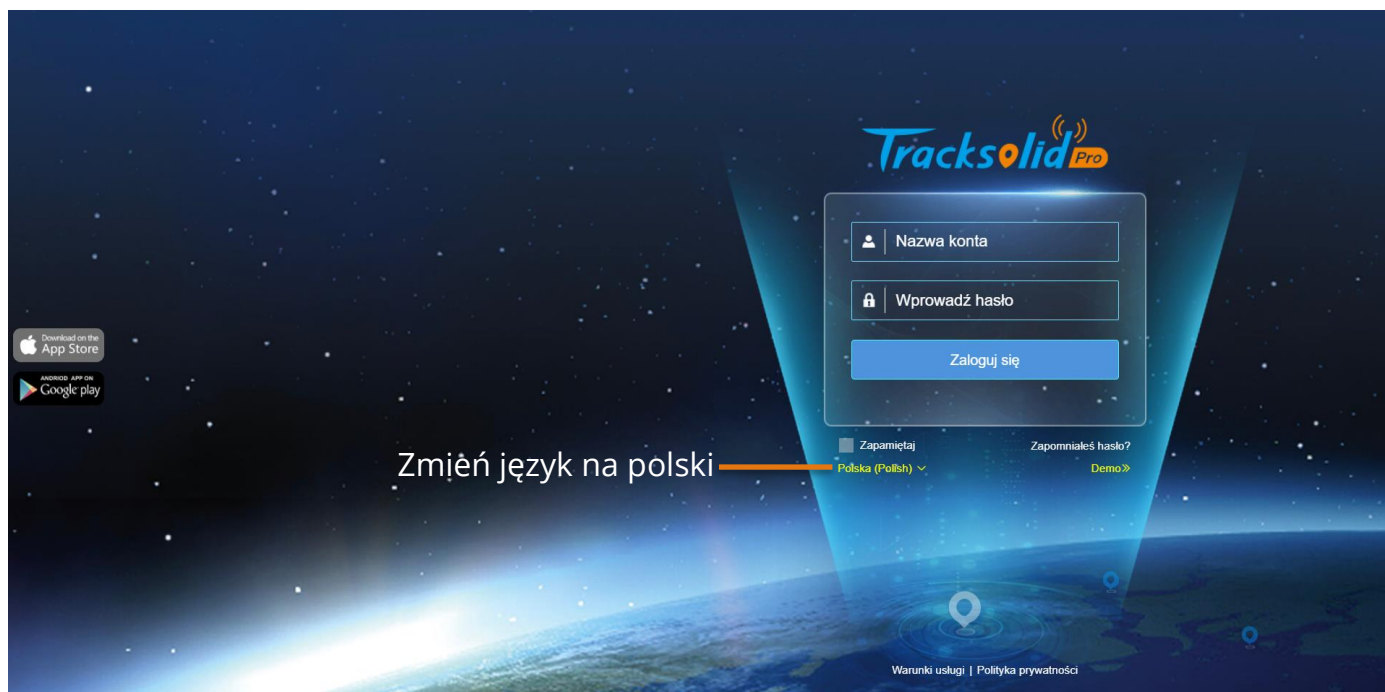 Tracksolid Pro
Nazwa konta
Wprowadź hasło
Download on the
App Store
Zaloguj się
ANDRIOD APP ON
Google play
Zapamiętaj
Zapomniałeś hasło?
Zmień język na polski
Polska (Polish)
Demo»
Warunki usługi | Polityka prywatności